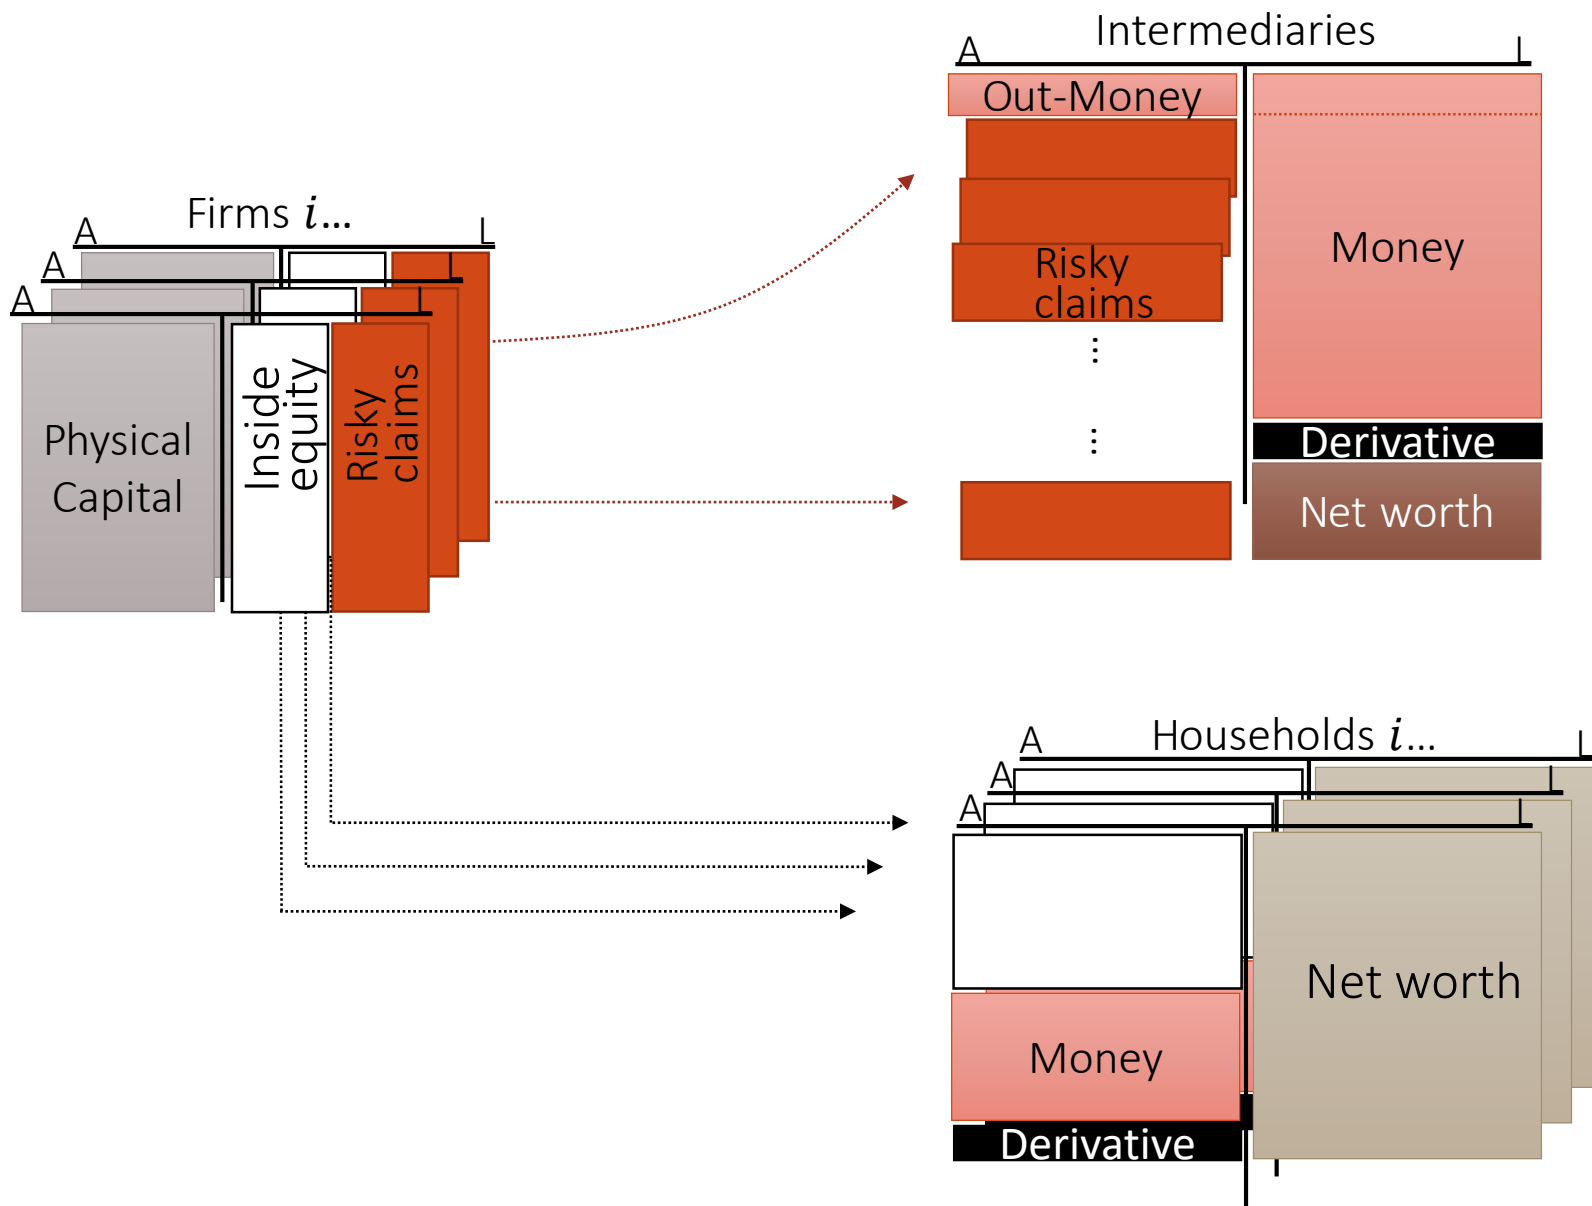 Intermediaries
A L
Out-Money
Money
Risky
claims
...
...
Derivative
Net worth
Firms i...
A L
A L
A L
Physical
Capital
Inside
equity
Risky
claims
Households i...
A L
A L
A L
Net worth
Money
Derivative